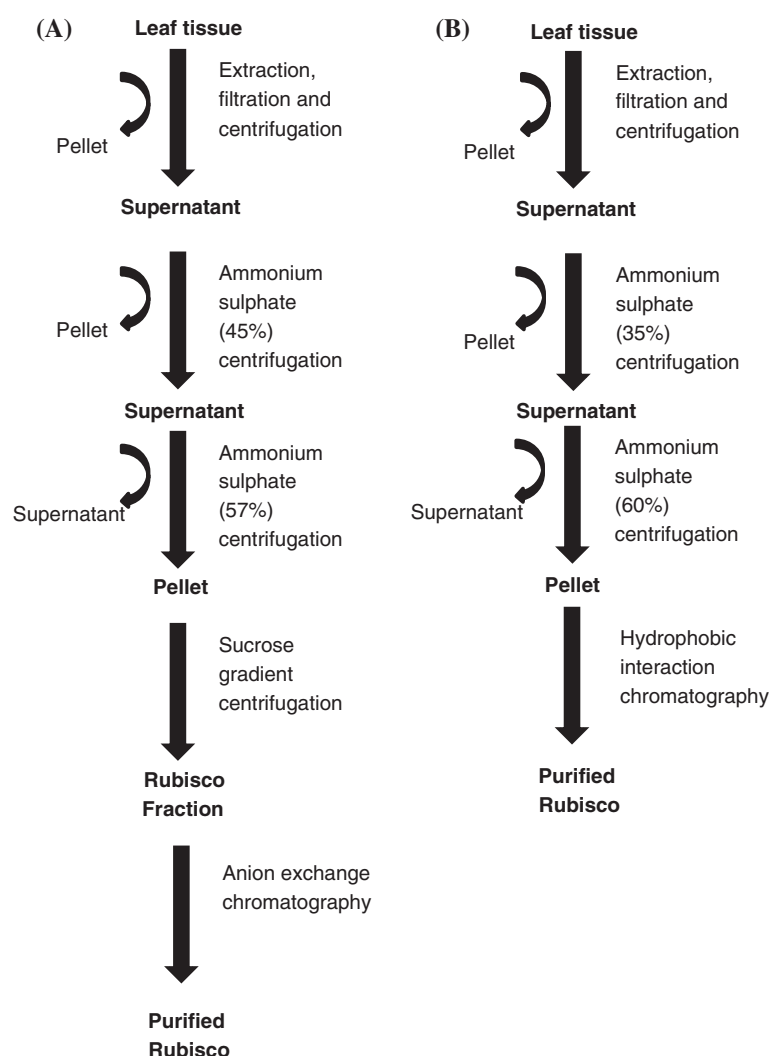 (A)
Leaf tissue
Extraction,
filtration and
centrifugation
Pellet
Supernatant
Ammonium
sulphate
(45%)
centrifugation
Pellet
Supernatant
Ammonium
sulphate
(57%)
centrifugation
Supernatant
Pellet
Sucrose
gradient
centrifugation
Rubisco
Fraction
Anion exchange
chromatography
Purified
Rubisco
(B)
Leaf tissue
Extraction,
filtration and
centrifugation
Pellet
Supernatant
Ammonium
sulphate
(35%)
centrifugation
Pellet
Supernatant
Ammonium
sulphate
(60%)
centrifugation
Supernatant
Pellet
Hydrophobic
interaction
chromatography
Purified
Rubisco